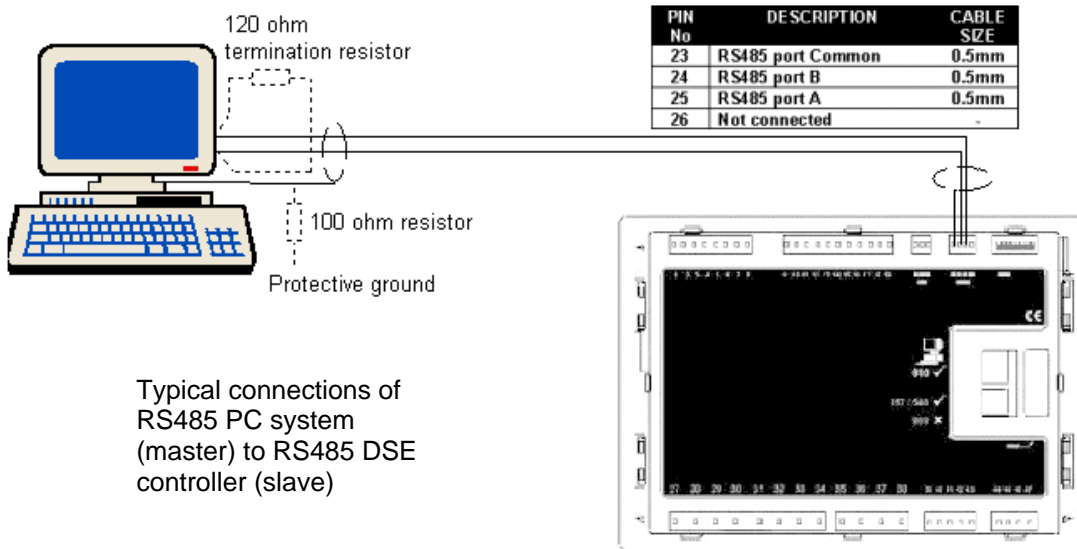 120 ohm
termination resistor
PIN No DESCRIPTION CABLE SIZE
23 RS485 port Common 0.5mm
24 RS485 port B 0.5mm
25 RS485 port A 0.5mm
26 Not connected -
100 ohm resistor
Protective ground
CE
Typical connections of
RS485 PC system
(master) to RS485 DSE
controller (slave)
27 28 29 30 31 32 33 34 35 36 37 38